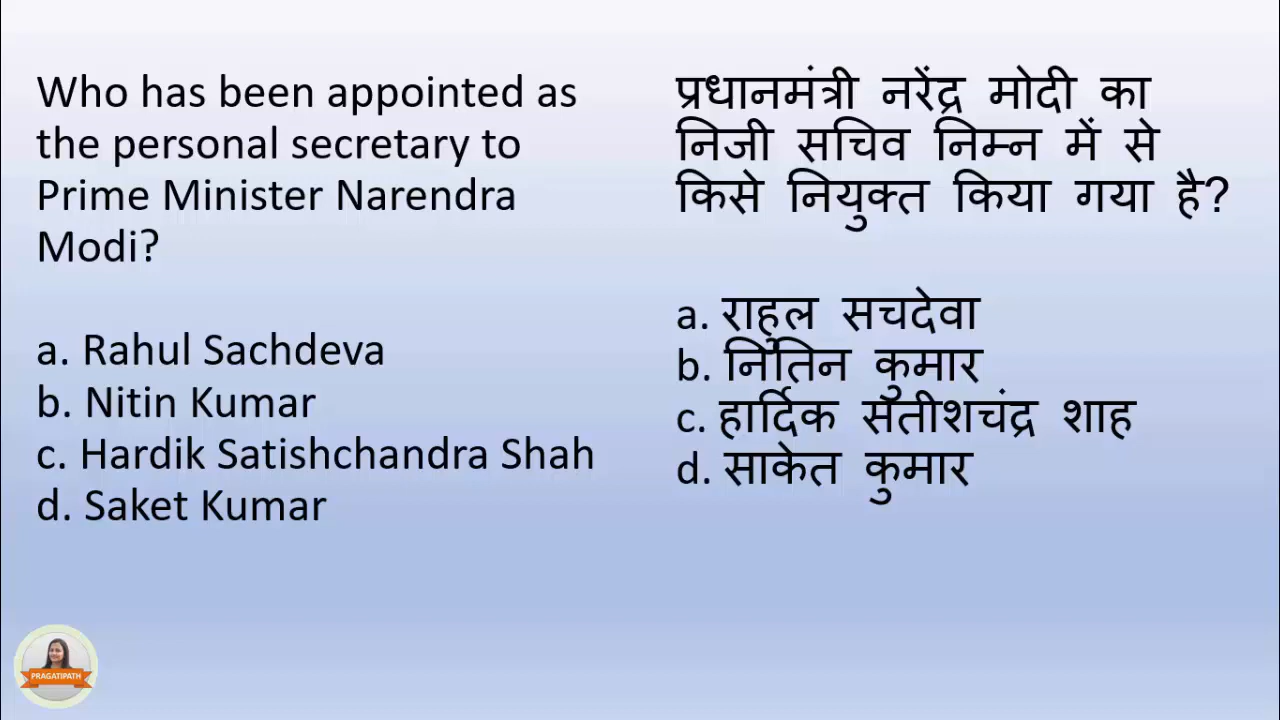 Who has been appointed as
the personal secretary to
Prime Minister Narendra
Modi?
a. Rahul Sachdeva
b. Nitin Kumar
c. Hardik Satishchandra Shah
d. Saket Kumar
प्रधानमंत्री नरेंद्र मोदी का
निजी सचिव निम्न में से
किसे नियुक्त किया गया है?
a. राहुल सचदेवा
b. नितिन कुमार
c. हार्दिक सतीशचंद्र शाह
d. साकेत कुमार
PRAGATIPATH